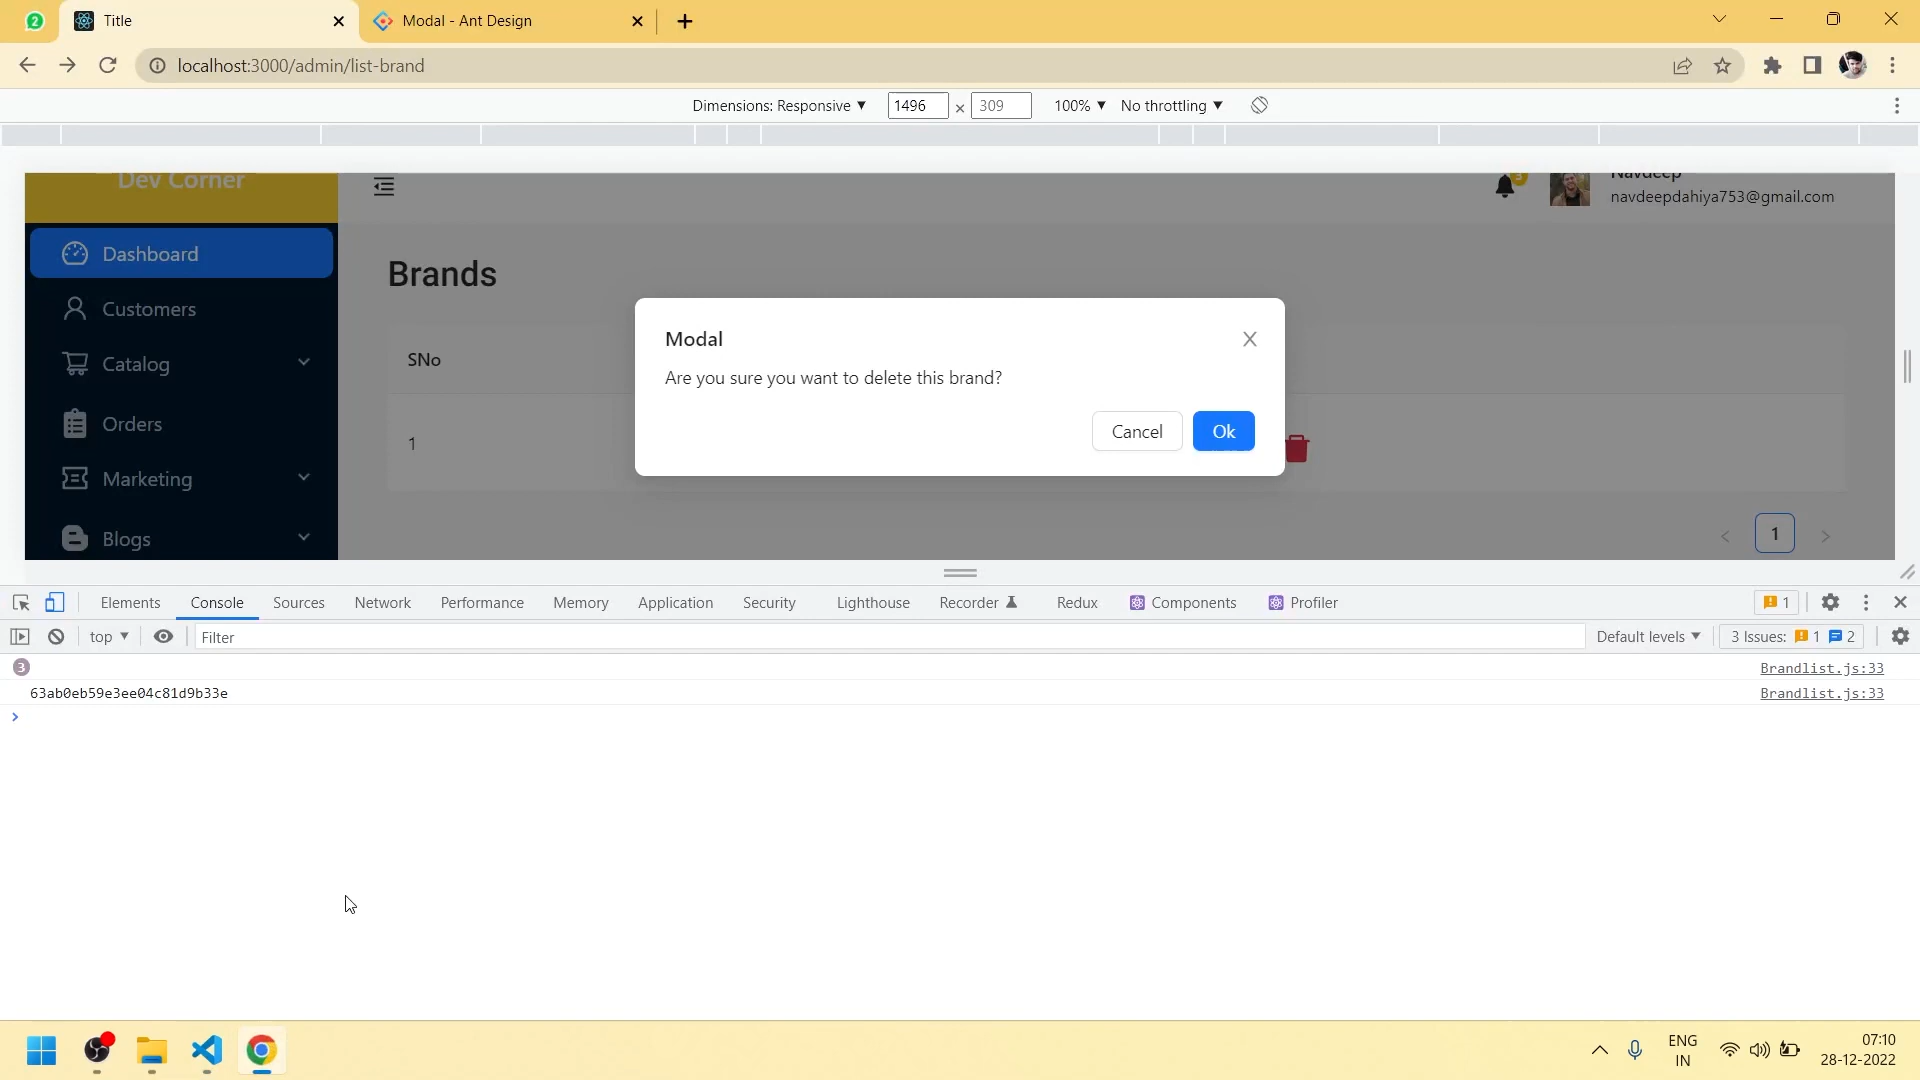 2
Title
Modal - Ant Design
localhost:3000/admin/list-brand
Dimensions: Responsive ▼ 1496 × 309 100% ▼ No throttling ▼
Dev Corner
3
Navdeep
navdeepdahiya753@gmail.com
Dashboard
Customers
Catalog
Orders
Marketing
Blogs
Brands
SNo
1
Modal
Are you sure you want to delete this brand?
Cancel Ok
< 1 >
Elements Console Sources Network Performance Memory Application Security Lighthouse Recorder Redux Components Profiler 1
top ▼ Filter Default levels ▼ 3 Issues: 1 2
3 Brandlist.js:33
63ab0eb59e3ee04c81d9b33e Brandlist.js:33
>
ENG
IN
07:10
28-12-2022